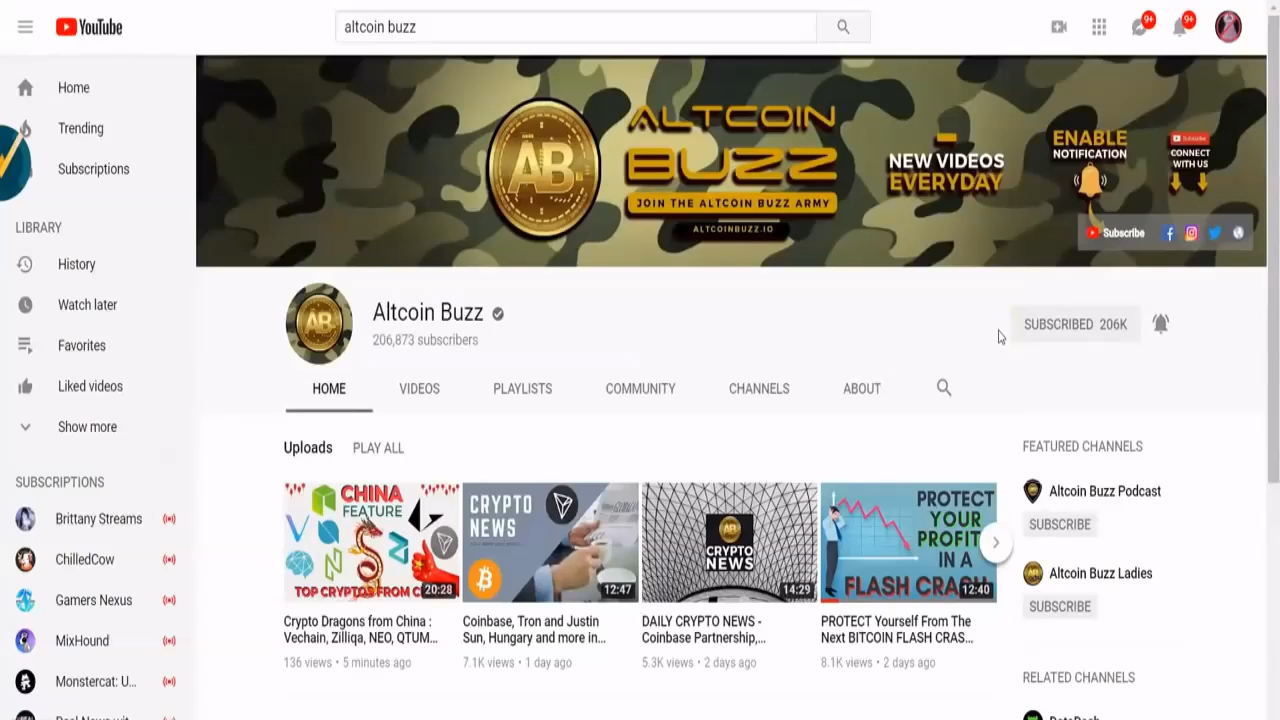 YouTube
altcoin buzz
9+
9+
Home
Trending
Subscriptions
LIBRARY
History
Watch later
Favorites
Liked videos
Show more
SUBSCRIPTIONS
Brittany Streams
ChilledCow
Gamers Nexus
MixHound
Monstercat: U...
AB
ALTCOIN
BUZZ
JOIN THE ALTCOIN BUZZ ARMY
ALTCOINBUZZ.IO
NEW VIDEOS
EVERYDAY
ENABLE
NOTIFICATION
Subscribe
CONNECT
WITH US
Subscribe
AB
Altcoin Buzz
206,873 subscribers
SUBSCRIBED 206K
HOME
VIDEOS
PLAYLISTS
COMMUNITY
CHANNELS
ABOUT
Uploads
PLAY ALL
CHINA
FEATURE
TOP CRYPTOS FROM C
20:28
Crypto Dragons from China :
Vechain, Zilliqa, NEO, QTUM...
136 views • 5 minutes ago
CRYPTO
NEWS
12:47
Coinbase, Tron and Justin
Sun, Hungary and more in...
7.1K views • 1 day ago
AB
CRYPTO
NEWS
14:29
DAILY CRYPTO NEWS -
Coinbase Partnership,...
5.3K views • 2 days ago
PROTECT
YOUR
PROFIT
IN A
FLASH CRASH
12:40
PROTECT Yourself From The
Next BITCOIN FLASH CRAS...
8.1K views • 2 days ago
FEATURED CHANNELS
Altcoin Buzz Podcast
SUBSCRIBE
Altcoin Buzz Ladies
SUBSCRIBE
RELATED CHANNELS
DataDash